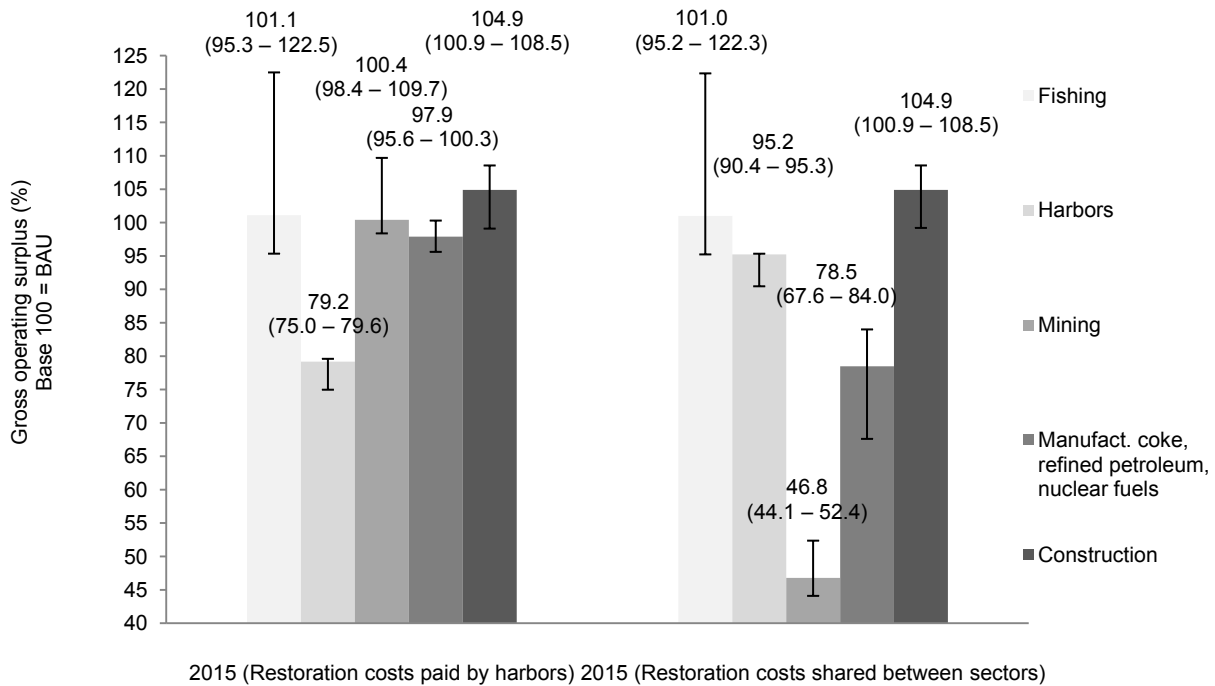 101.1
(95.3 – 122.5)
104.9
(100.9 – 108.5)
101.0
(95.2 – 122.3)
100.4
(98.4 – 109.7)
97.9
(95.6 – 100.3)
79.2
(75.0 – 79.6)
95.2
(90.4 – 95.3)
104.9
(100.9 – 108.5)
78.5
(67.6 – 84.0)
46.8
(44.1 – 52.4)
125
120
115
110
105
100
95
90
85
80
75
70
65
60
55
50
45
40
Gross operating surplus (%)
Base 100 = BAU
2015 (Restoration costs paid by harbors) 2015 (Restoration costs shared between sectors)
Fishing
Harbors
Mining
Manufact. coke,
refined petroleum,
nuclear fuels
Construction